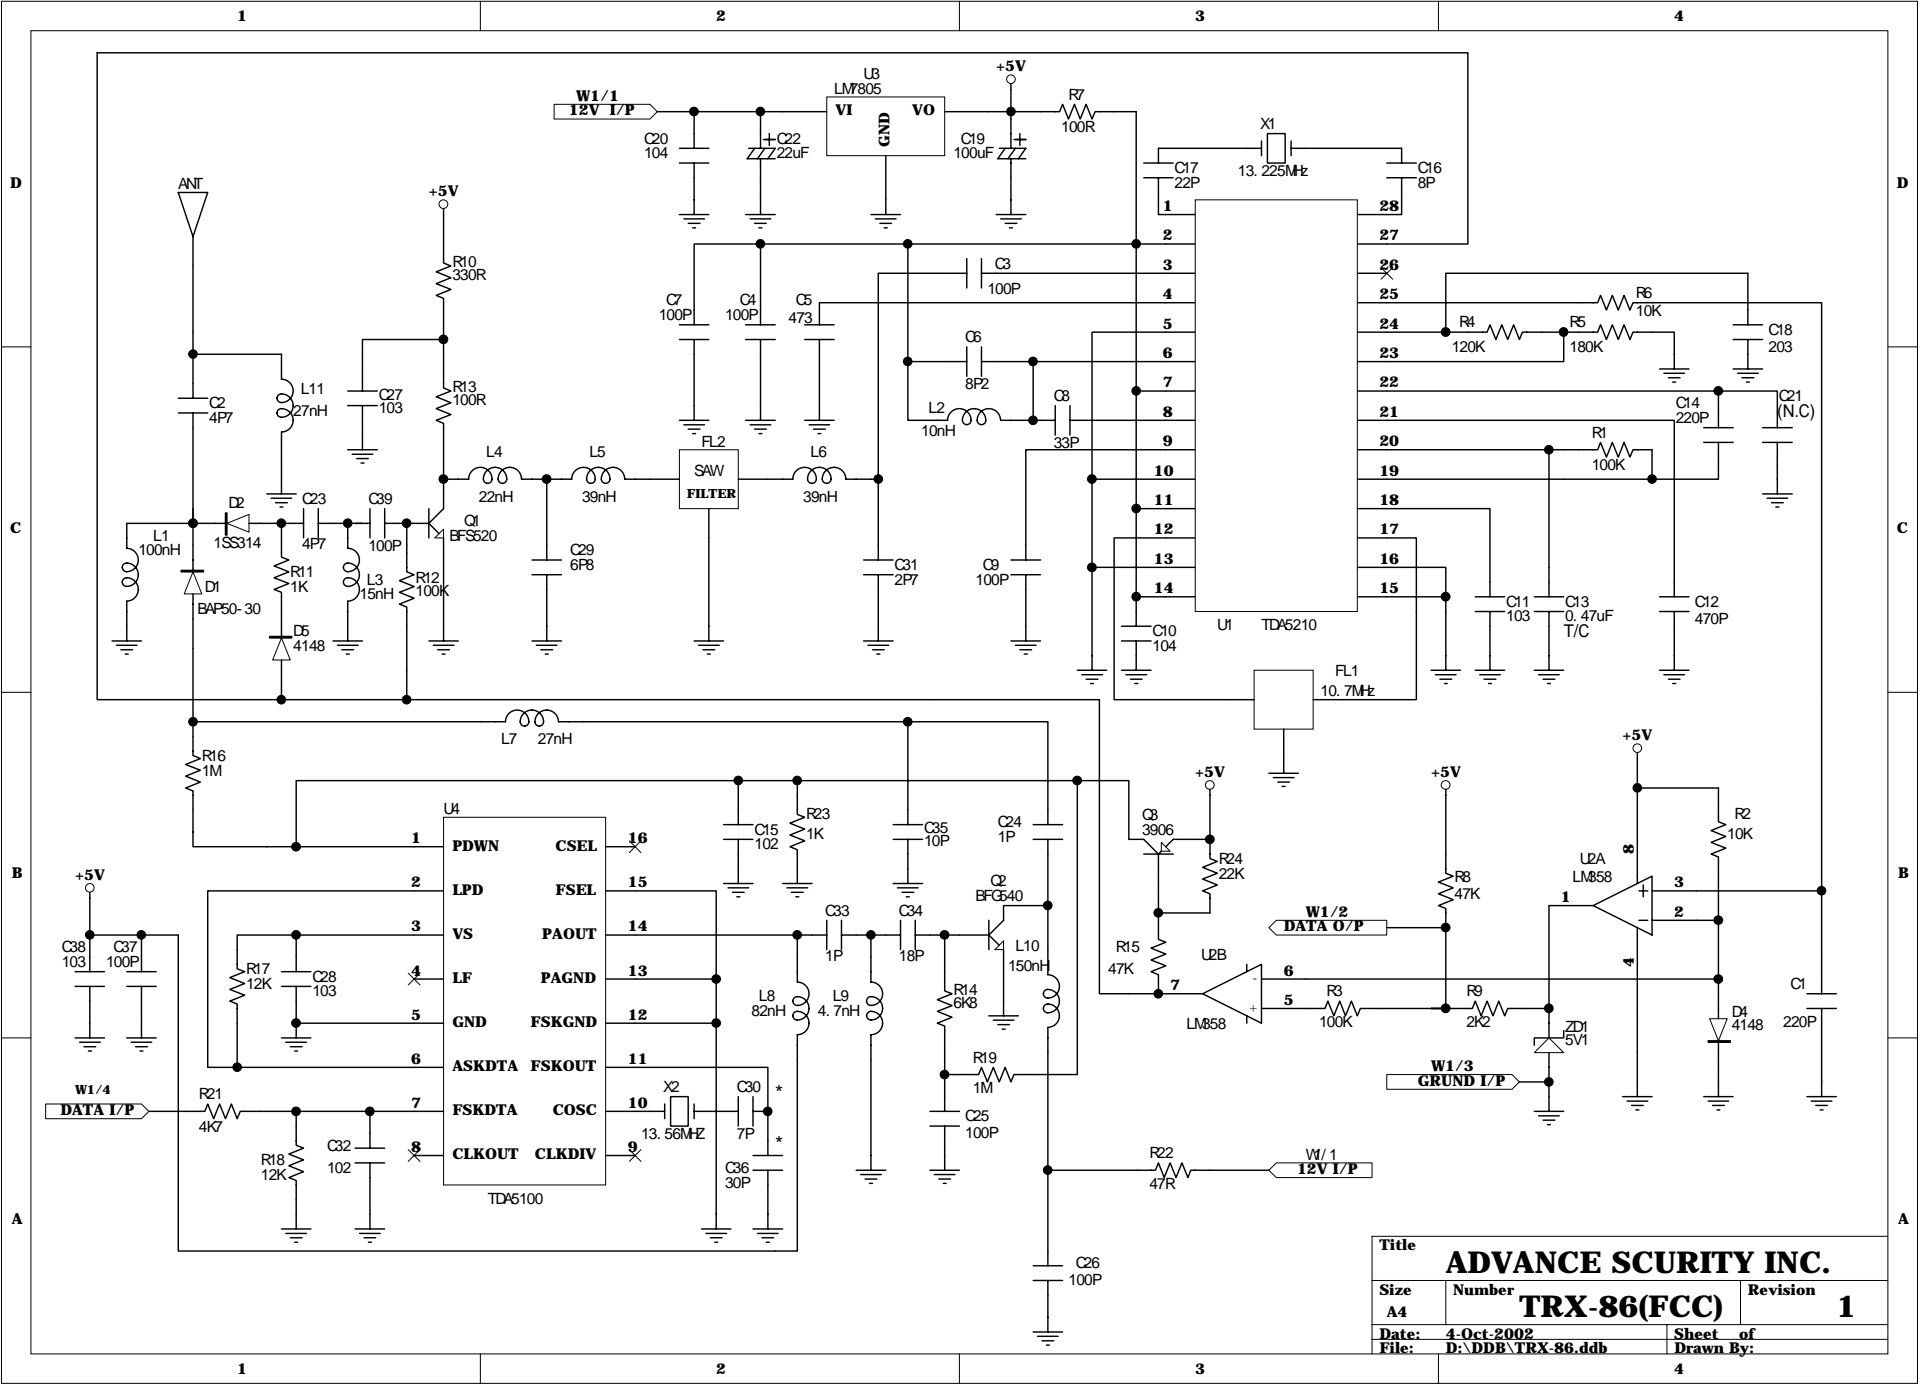 1 2 3 4
D D
C C
B B
A A
1 2 3 4
ANT
+5V
R10
330R
R13
100R
C27
103
L11
27nH
C2
4P7
L1
100nH
D2
1SS314
D1
BAP50-30
C23
4P7
C39
100P
R11
1K
L3
15nH
R12
100K
D5
4148
Q1
BFS520
L4
22nH
L5
39nH
C29
6P8
FL2
SAW
FILTER
L6
39nH
C31
2P7
W1/1
12V I/P
C20
104
C22
22uF
U3
LM7805
VI VO
GND
+5V
C19
100uF
R7
100R
C7
100P
C4
100P
C5
473
C3
100P
C6
8P2
L2
10nH
C8
33P
C9
100P
C10
104
X1
13.225MHz
C17
22P
C16
8P
1 28
2 27
3 26
4 25
5 24
6 23
7 22
8 21
9 20
10 19
11 18
12 17
13 16
14 15
U1 TDA5210
FL1
10.7MHz
R6
10K
R4
120K
R5
180K
C18
203
C14
220P
C21
(N.C)
R1
100K
C11
103
C13
0.47uF
T/C
C12
470P
L7 27nH
R16
1M
U4
1 PDWN CSEL 16
2 LPD FSEL 15
3 VS PAOUT 14
4 LF PAGND 13
5 GND FSKGND 12
6 ASKDTA FSKOUT 11
7 FSKDTA COSC 10
8 CLKOUT CLKDIV 9
TDA5100
+5V
C38
103
C37
100P
R17
12K
C28
103
W1/4
DATA I/P
R21
4K7
R18
12K
C32
102
C15
102
R23
1K
C35
10P
C24
1P
Q2
BFG540
C33
1P
C34
18P
L8
82nH
L9
4.7nH
R14
6K8
L10
150nH
R19
1M
C25
100P
X2
13.56MHZ
C30
7P
*
*
C36
30P
R22
47R
W1/1
12V I/P
C26
100P
Q3
3906
+5V
R24
22K
R15
47K
U2B
LM358
7
6
5
-
+
R3
100K
R9
2K2
+5V
R8
47K
W1/2
DATA O/P
ZD1
5V1
W1/3
GRUND I/P
+5V
U2A
LM358
1
8
4
3
2
+
−
R2
10K
D4
4148
C1
220P
Title
ADVANCE SCURITY INC.
Size
A4
Number
TRX-86(FCC)
Revision
1
Date: 4-Oct-2002 Sheet of
File: D:\DDB\TRX-86.ddb Drawn By: